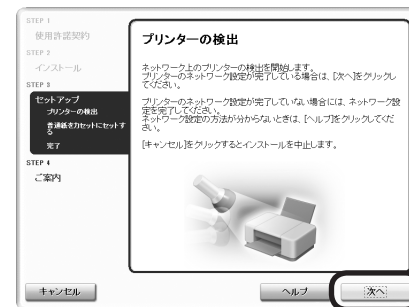 STEP 1
使用許諾契約
STEP 2
インストール
STEP 3
セットアップ
プリンターの検出
普通紙をカセットにセットす
る
完了
STEP 4
ご案内
プリンターの検出
ネットワーク上のプリンターの検出を開始します。
プリンターのネットワーク設定が完了している場合は、[次へ]をクリックし
てください。
プリンターのネットワーク設定が完了していない場合には、ネットワーク設
定を完了してください。
ネットワーク設定の方法が分からないときは、[ヘルプ]をクリックしてくだ
さい。
[キャンセル]をクリックするとインストールを中止します。
キャンセル
ヘルプ
次へ